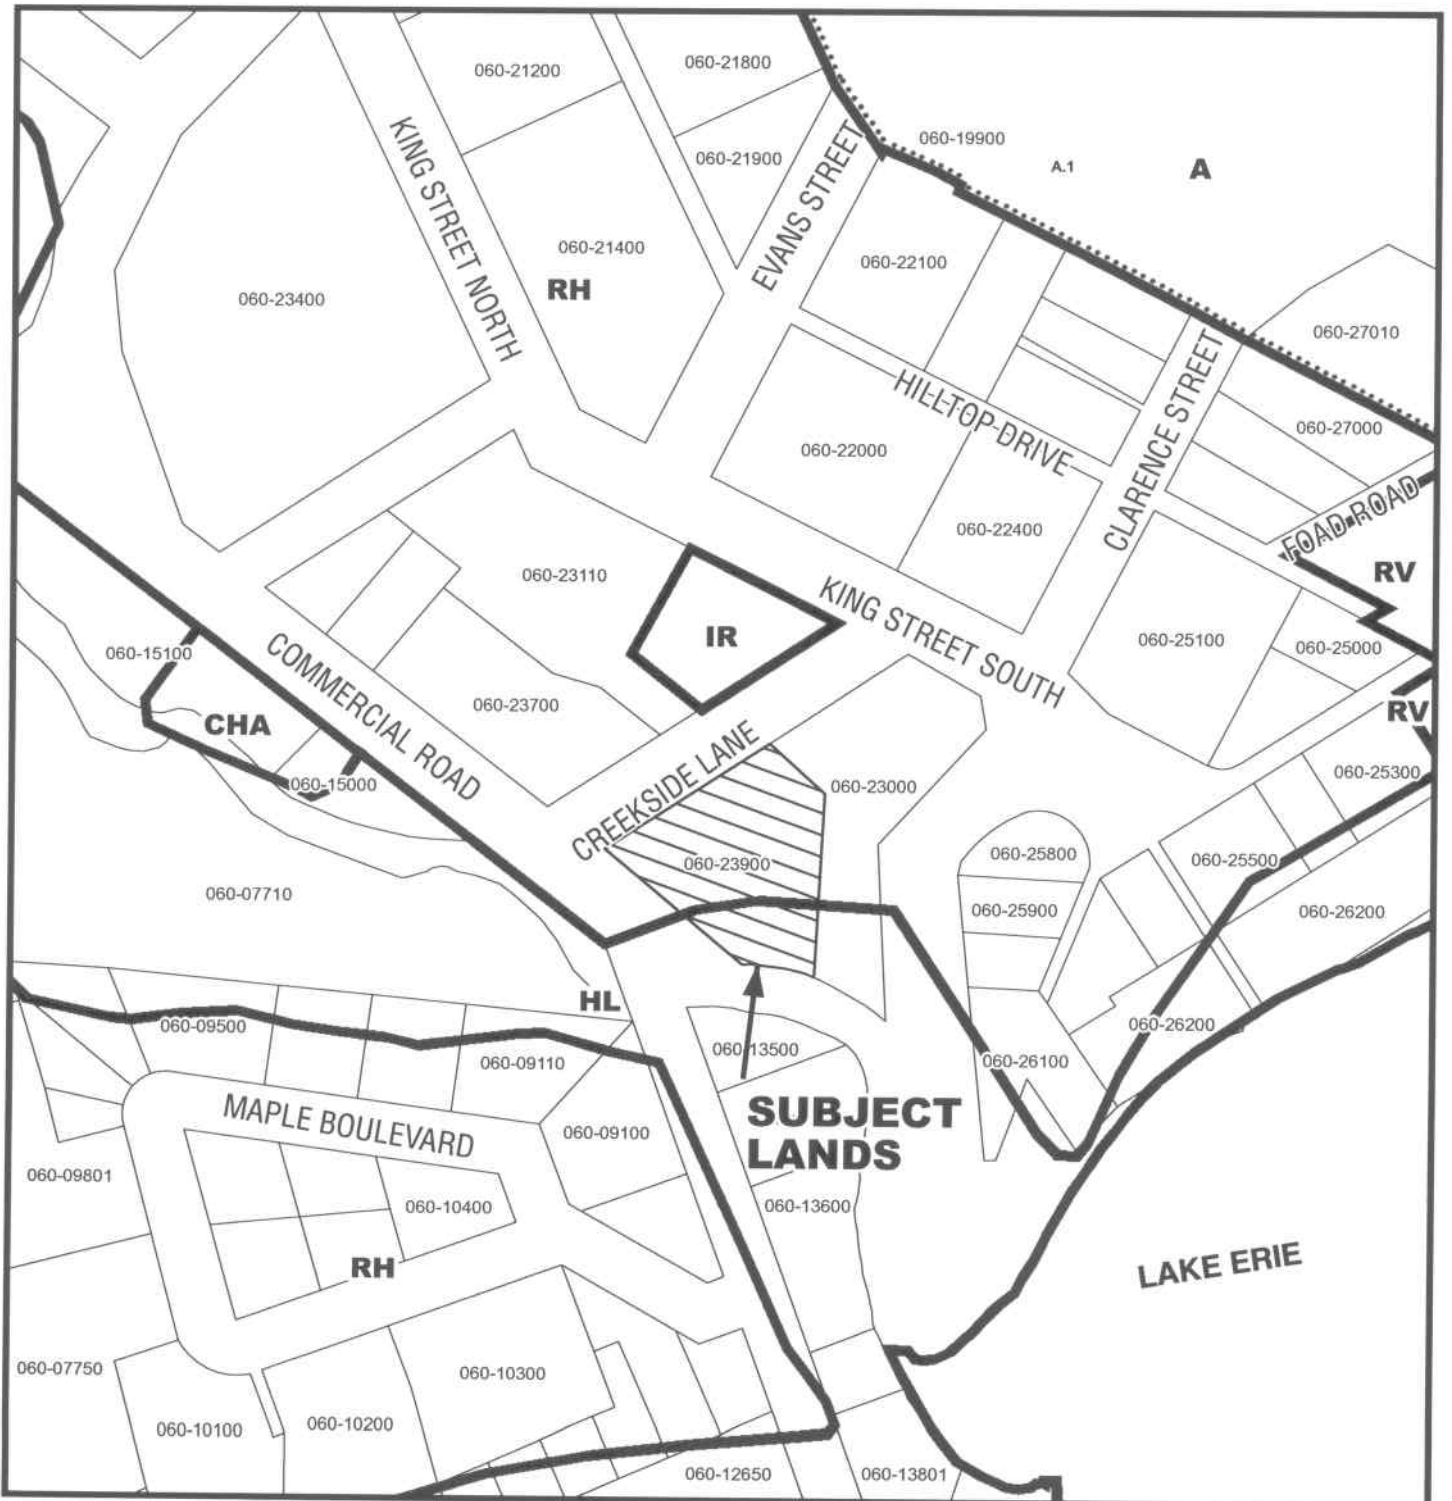 060-21200
060-21800
060-19900
A.1
A
KING STREET NORTH
060-21900
EVANS STREET
060-21400
RH
060-22100
060-23400
060-27010
HILLTOP DRIVE
CLARENCE STREET
060-27000
060-22000
060-22400
FOAD ROAD
060-23110
RV
KING STREET SOUTH
IR
060-25100
060-25000
060-15100
COMMERCIAL ROAD
060-23700
RV
CHA
CREEKSIDE LANE
060-15000
060-23000
060-25300
060-25800
060-25500
060-23900
060-07710
060-25900
060-26200
HL
060-09500
060-26200
060-13500
060-09110
060-26100
MAPLE BOULEVARD
SUBJECT
LANDS
060-09100
060-09801
060-10400
060-13600
RH
LAKE ERIE
060-07750
060-10300
060-10100
060-10200
060-12650
060-13801